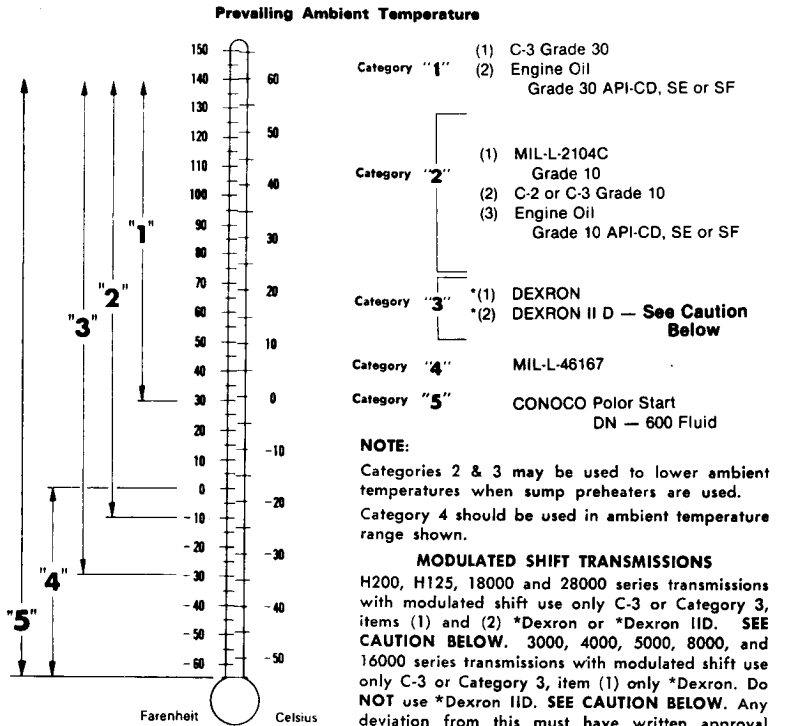 Prevailing Ambient Temperature
150
140
130
120
110
100
90
80
70
60
50
40
30
20
10
0
-10
-20
-30
-40
-50
-60
60
50
40
30
20
10
0
-10
-20
-30
-40
-50
"1"
"2"
"3"
"4"
"5"
Farenheit
Celsius
Category "1" (1) C-3 Grade 30
(2) Engine Oil
Grade 30 API-CD, SE or SF
Category "2" (1) MIL-L-2104C
Grade 10
(2) C-2 or C-3 Grade 10
(3) Engine Oil
Grade 10 API-CD, SE or SF
Category "3" *(1) DEXRON
*(2) DEXRON II D — See Caution
Below
Category "4" MIL-L-46167
Category "5" CONOCO Polor Start
DN — 600 Fluid
NOTE:
Categories 2 & 3 may be used to lower ambient
temperatures when sump preheaters are used.
Category 4 should be used in ambient temperature
range shown.
MODULATED SHIFT TRANSMISSIONS
H200, H125, 18000 and 28000 series transmissions
with modulated shift use only C-3 or Category 3,
items (1) and (2) *Dexron or *Dexron IID. SEE
CAUTION BELOW. 3000, 4000, 5000, 8000, and
16000 series transmissions with modulated shift use
only C-3 or Category 3, item (1) only *Dexron. Do
NOT use *Dexron IID. SEE CAUTION BELOW. Any
deviation from this must have written approval